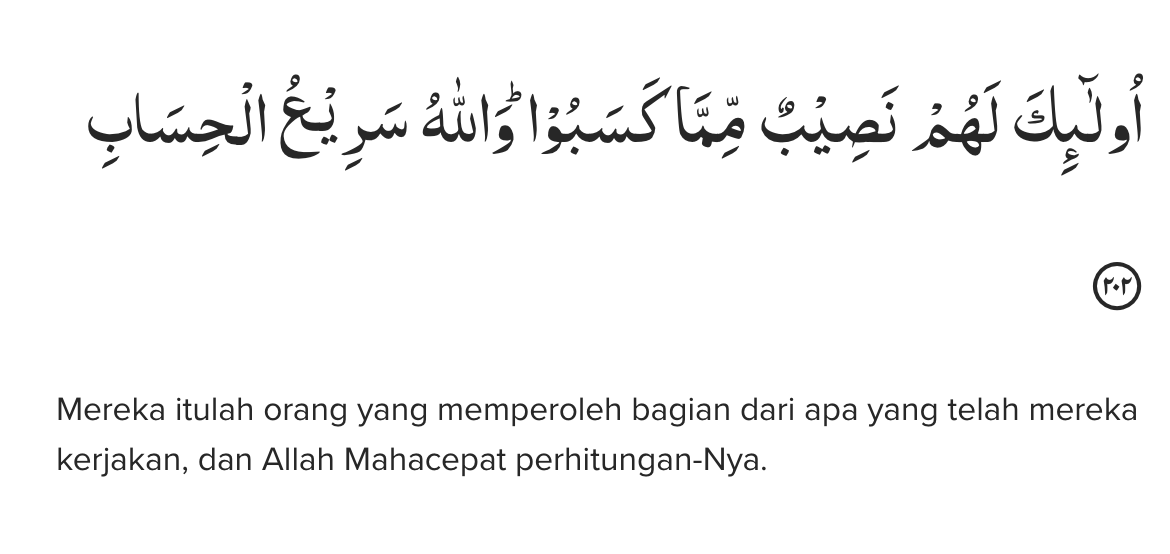 اُولٰۤىِٕكَ لَهُمْ نَصِيْبٌ مِّمَّا كَسَبُوْا ۗ وَاللّٰهُ سَرِيْعُ الْحِسَابِ
٢٠٢
Mereka itulah orang yang memperoleh bagian dari apa yang telah mereka
kerjakan, dan Allah Mahacepat perhitungan-Nya.